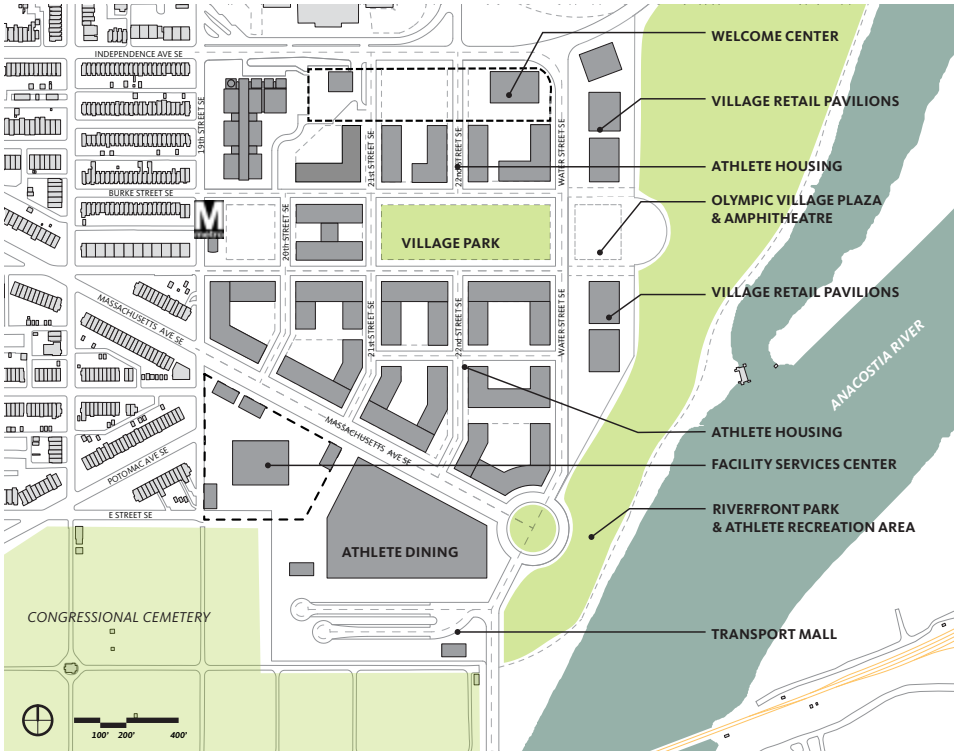 WELCOME CENTER
INDEPENDENCE AVE SE
VILLAGE RETAIL PAVILIONS
19th STREET SE
21st STREET SE
22nd STREET SE
WATER STREET SE
ATHLETE HOUSING
BURKE STREET SE
OLYMPIC VILLAGE PLAZA
& AMPHITHEATRE
M
metro
20th STREET SE
VILLAGE PARK
VILLAGE RETAIL PAVILIONS
MASSACHUSETTS AVE SE
21st STREET SE
22nd STREET SE
WATER STREET SE
ANACOSTIA RIVER
MASSACHUSETTS AVE SE
ATHLETE HOUSING
FACILITY SERVICES CENTER
POTOMAC AVE SE
E STREET SE
RIVERFRONT PARK
& ATHLETE RECREATION AREA
ATHLETE DINING
CONGRESSIONAL CEMETERY
TRANSPORT MALL
100' 200' 400'